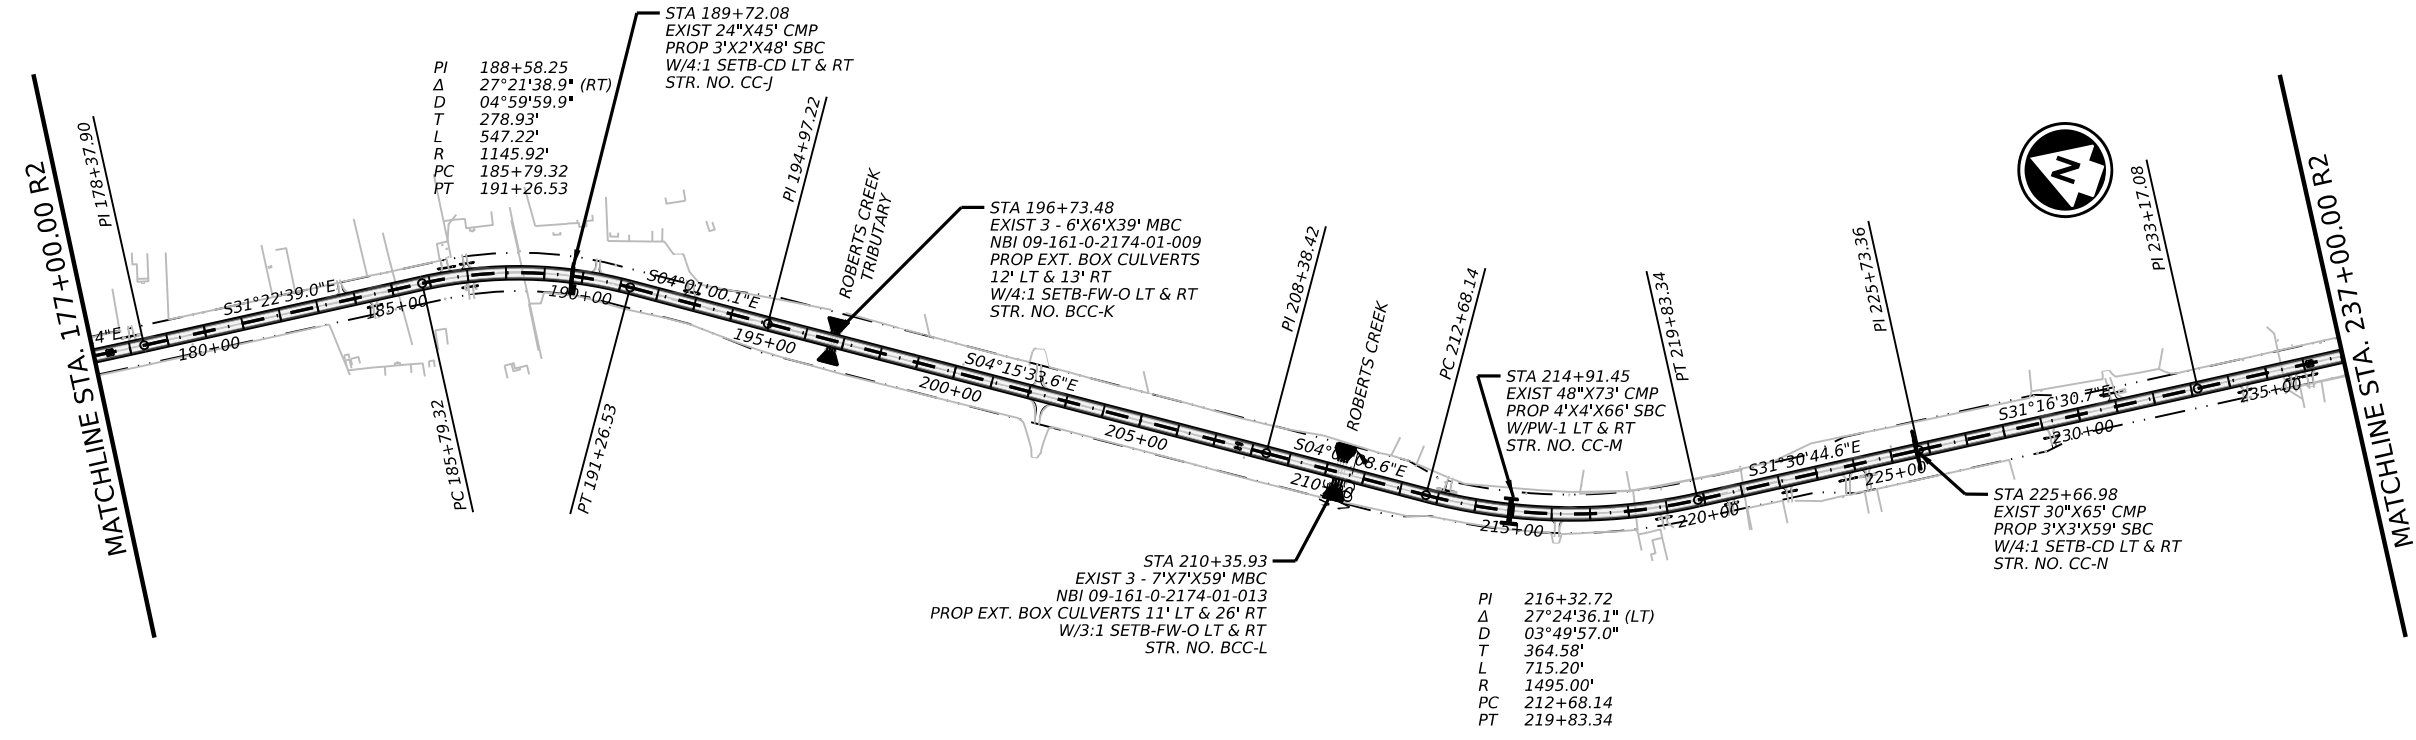 MATCHLINE STA. 177+00.00 R2
PI 178+37.90
PI 188+58.25
Δ 27°21'38.9" (RT)
D 04°59'59.9"
T 278.93'
L 547.22'
R 1145.92'
PC 185+79.32
PT 191+26.53
STA 189+72.08
EXIST 24"X45' CMP
PROP 3'X2'X48' SBC
W/4:1 SETB-CD LT & RT
STR. NO. CC-J
PI 194+97.22
ROBERTS CREEK
TRIBUTARY
STA 196+73.48
EXIST 3 - 6'X6'X39' MBC
NBI 09-161-0-2174-01-009
PROP EXT. BOX CULVERTS
12' LT & 13' RT
W/4:1 SETB-FW-O LT & RT
STR. NO. BCC-K
4"E
S31°22'39.0"E
180+00
185+00
PC 185+79.32
190+00
PT 191+26.53
S04°01'00.1"E
195+00
S04°15'33.6"E
200+00
205+00
PI 208+38.42
ROBERTS CREEK
210+00
PC 212+68.14
STA 210+35.93
EXIST 3 - 7'X7'X59' MBC
NBI 09-161-0-2174-01-013
PROP EXT. BOX CULVERTS 11' LT & 26' RT
W/3:1 SETB-FW-O LT & RT
STR. NO. BCC-L
STA 214+91.45
EXIST 48"X73' CMP
PROP 4'X4'X66' SBC
W/PW-1 LT & RT
STR. NO. CC-M
215+00
PI 216+32.72
Δ 27°24'36.1" (LT)
D 03°49'57.0"
T 364.58'
L 715.20'
R 1495.00'
PC 212+68.14
PT 219+83.34
PT 219+83.34
220+00
S31°30'44.6"E
225+00
PI 225+73.36
STA 225+66.98
EXIST 30"X65' CMP
PROP 3'X3'X59' SBC
W/4:1 SETB-CD LT & RT
STR. NO. CC-N
N
S31°16'30.7"E
230+00
PI 233+17.08
235+00
MATCHLINE STA. 237+00.00 R2